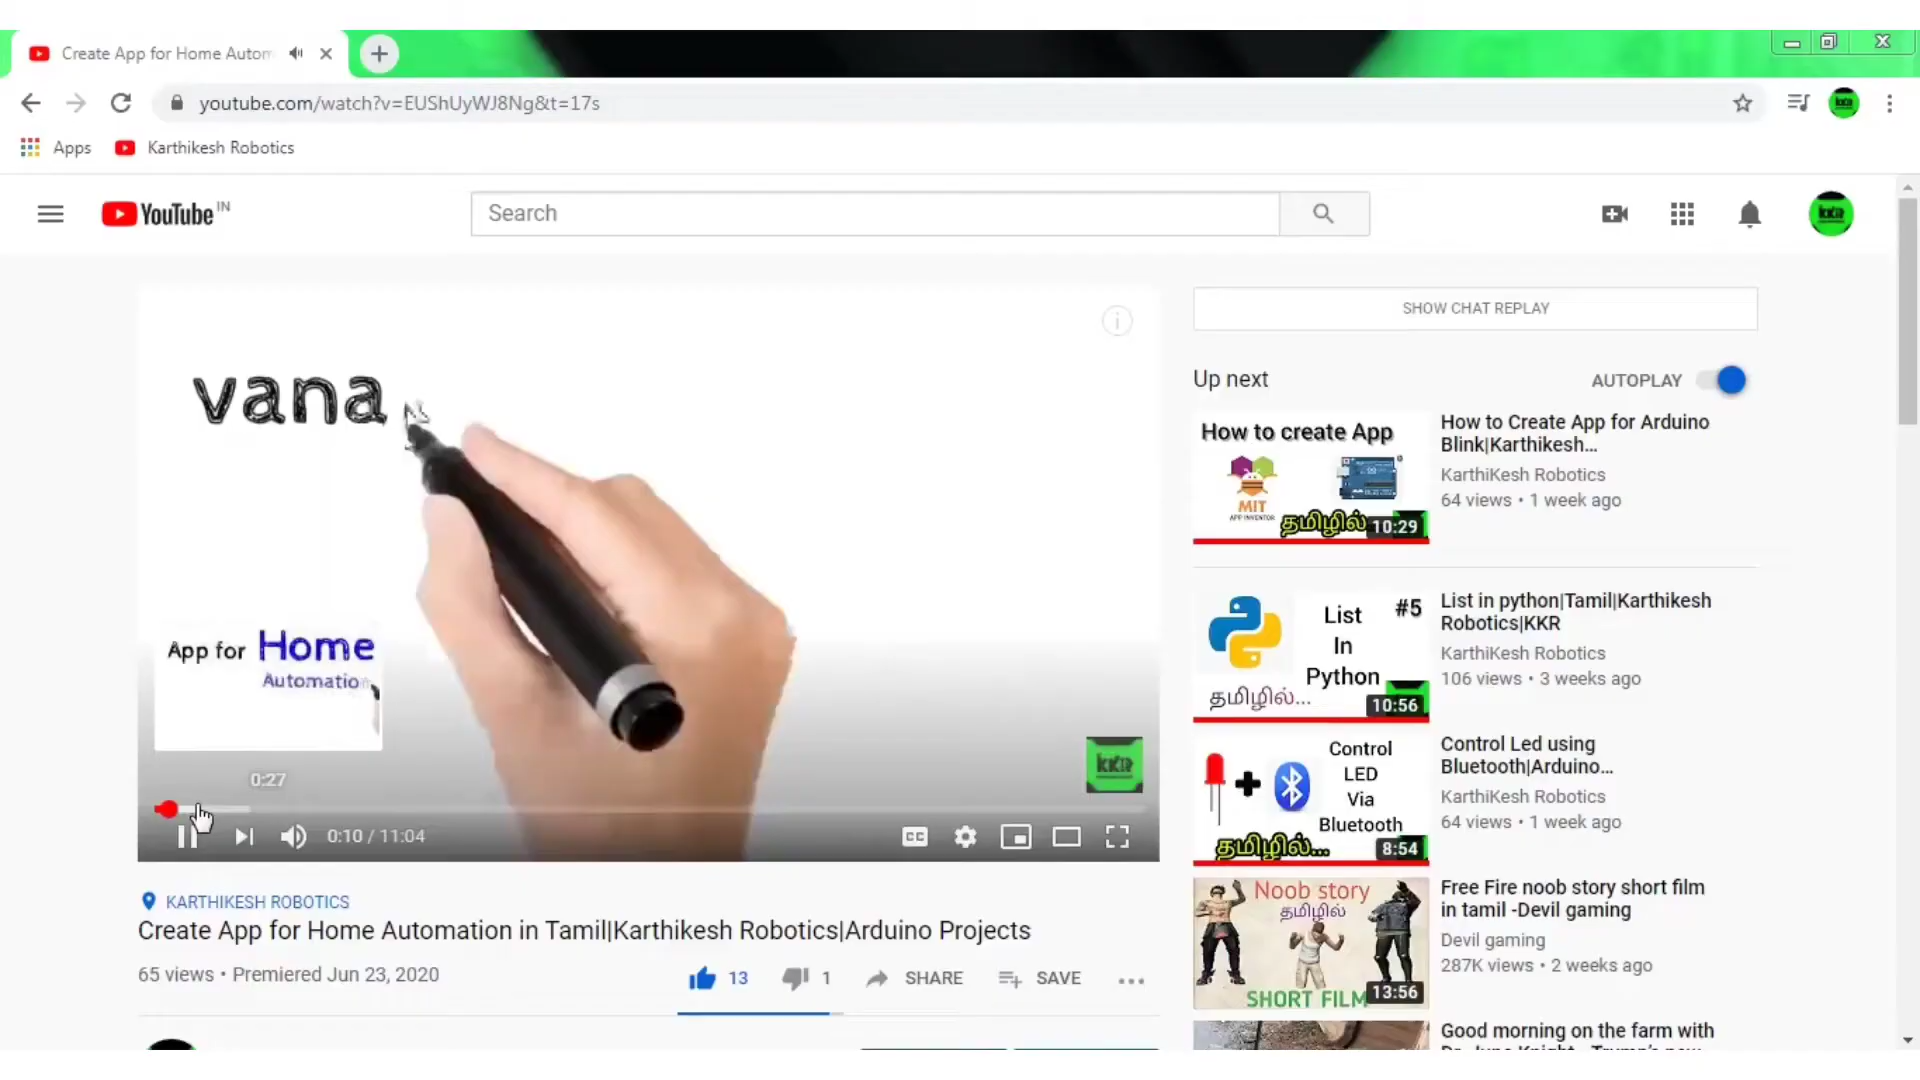 Create App for Home Autom
youtube.com/watch?v=EUShUyWJ8Ng&t=17s
Apps
Karthikesh Robotics
YouTube IN
Search
KKR
SHOW CHAT REPLAY
vana
Up next
AUTOPLAY
How to create App
MIT
APP INVENTOR
தமிழில்
10:29
How to Create App for Arduino
Blink|Karthikesh...
KarthiKesh Robotics
64 views • 1 week ago
List
In
Python
#5
தமிழில்...
10:56
List in python|Tamil|Karthikesh
Robotics|KKR
KarthiKesh Robotics
106 views • 3 weeks ago
App for Home
Automation
KKR
0:27
0:10 / 11:04
CC
Control
LED
Via
Bluetooth
தமிழில்...
8:54
Control Led using
Bluetooth|Arduino...
KarthiKesh Robotics
64 views • 1 week ago
KARTHIKESH ROBOTICS
Create App for Home Automation in Tamil|Karthikesh Robotics|Arduino Projects
65 views • Premiered Jun 23, 2020
13
1
SHARE
SAVE
Noob story
தமிழில்
SHORT FILM
13:56
Free Fire noob story short film
in tamil -Devil gaming
Devil gaming
287K views • 2 weeks ago
Good morning on the farm with